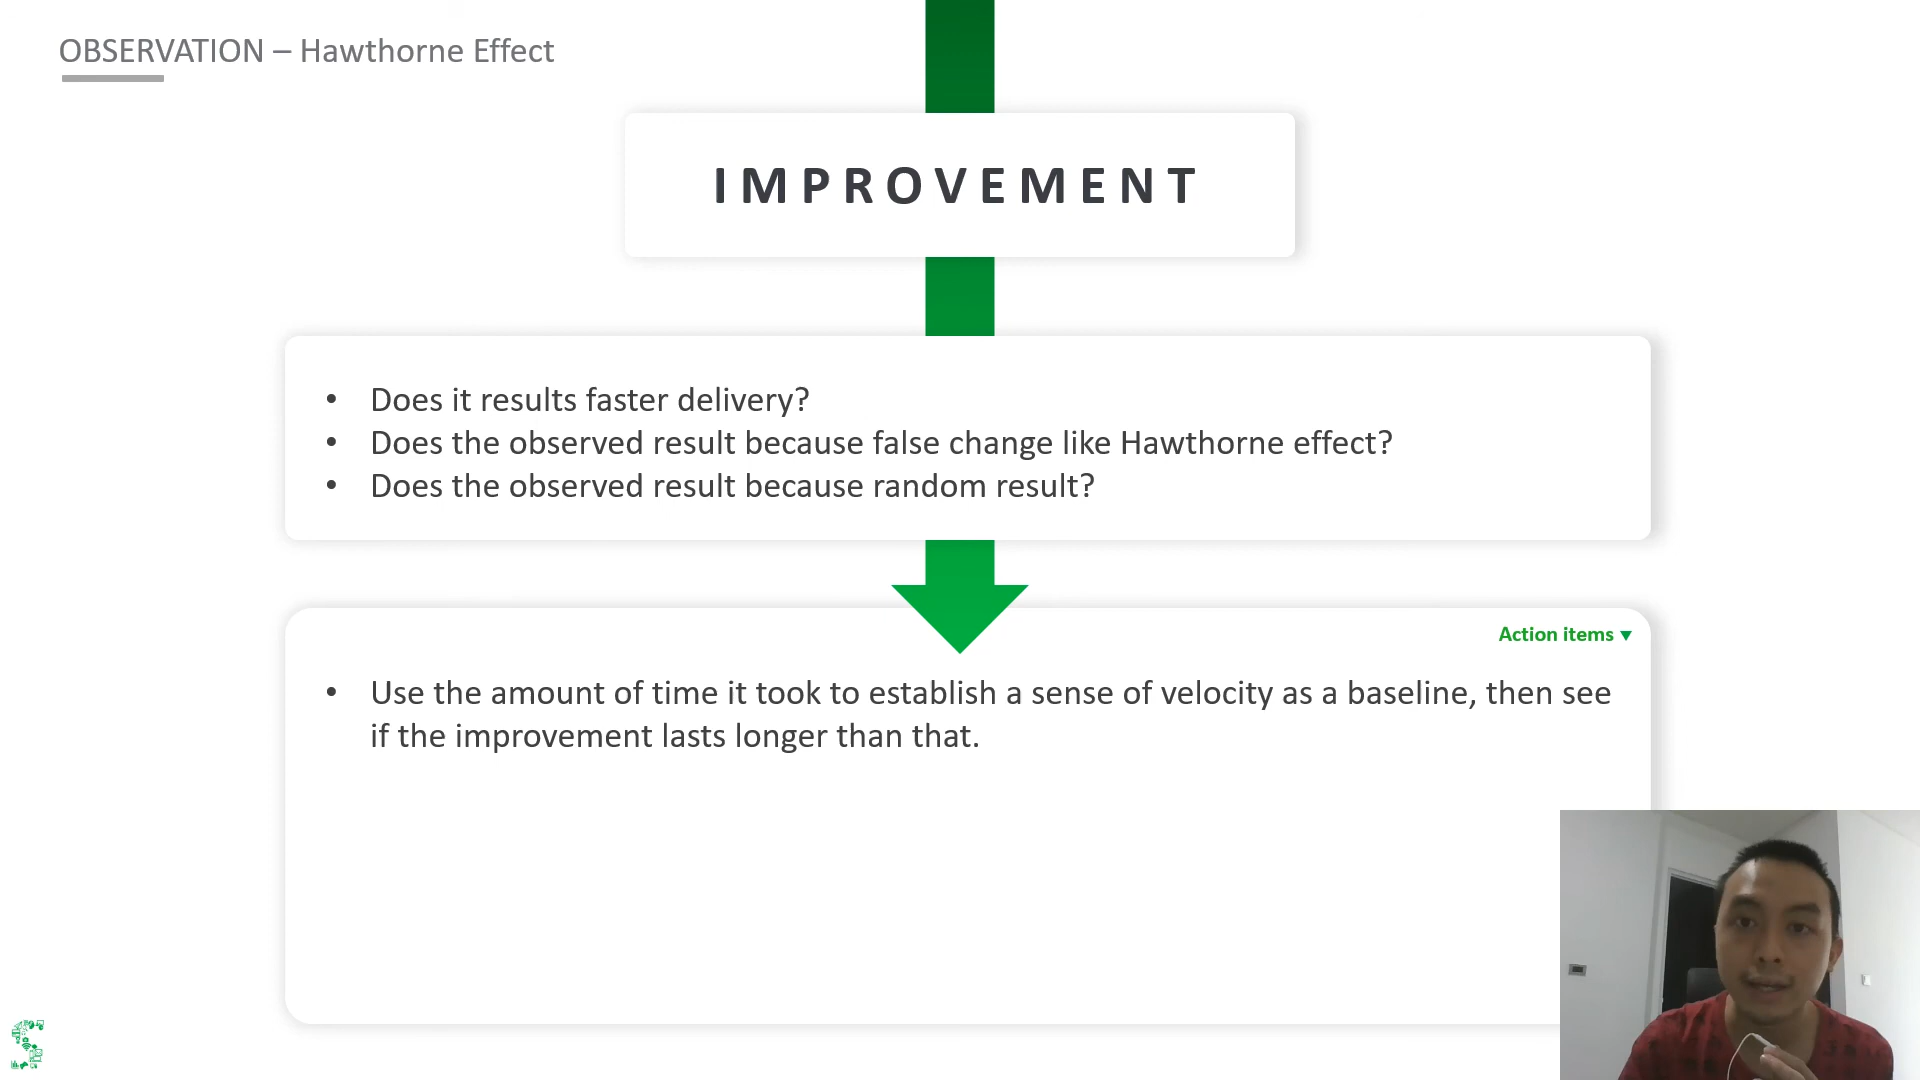 OBSERVATION – Hawthorne Effect
IMPROVEMENT
• Does it results faster delivery?
• Does the observed result because false change like Hawthorne effect?
• Does the observed result because random result?
Action items ▼
• Use the amount of time it took to establish a sense of velocity as a baseline, then see
if the improvement lasts longer than that.